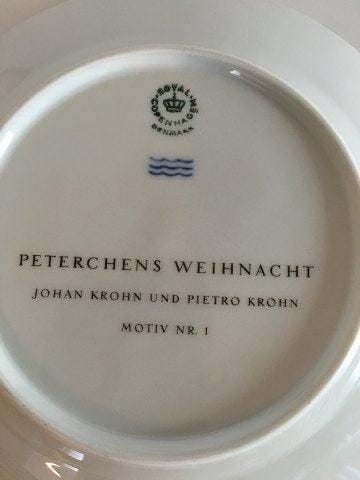 ROYAL
COPENHAGEN
DENMARK
PETERCHENS WEIHNACHT
JOHAN KROHN UND PIETRO KROHN
MOTIV NR. 1